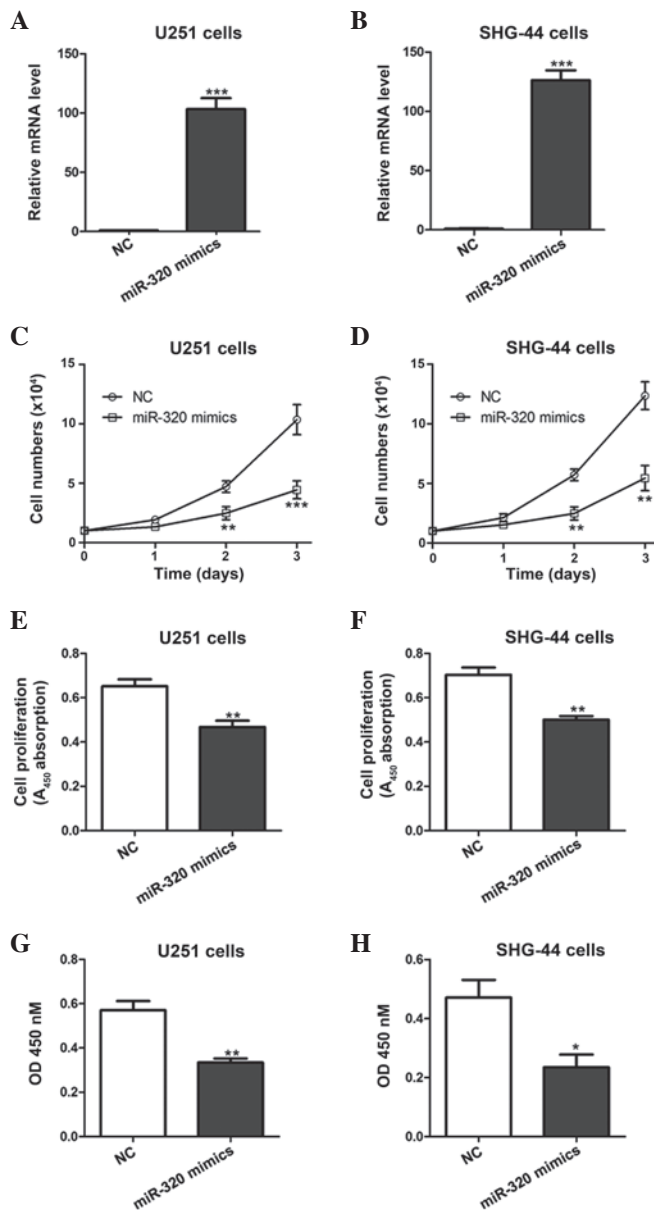 A
U251 cells
Relative mRNA level
150
100
50
0
***
NC
miR-320 mimics
B
SHG-44 cells
Relative mRNA level
150
100
50
0
***
NC
miR-320 mimics
C
U251 cells
Cell numbers (x10⁴)
15
10
5
0
NC
miR-320 mimics
**
***
0 1 2 3
Time (days)
D
SHG-44 cells
Cell numbers (x10⁴)
15
10
5
0
NC
miR-320 mimics
**
**
0 1 2 3
Time (days)
E
U251 cells
Cell proliferation
(A₄₅₀ absorption)
0.8
0.6
0.4
0.2
0.0
**
NC
miR-320 mimics
F
SHG-44 cells
Cell proliferation
(A₄₅₀ absorption)
0.8
0.6
0.4
0.2
0.0
**
NC
miR-320 mimics
G
U251 cells
OD 450 nM
0.8
0.6
0.4
0.2
0.0
**
NC
miR-320 mimics
H
SHG-44 cells
OD 450 nM
0.6
0.4
0.2
0.0
*
NC
miR-320 mimics